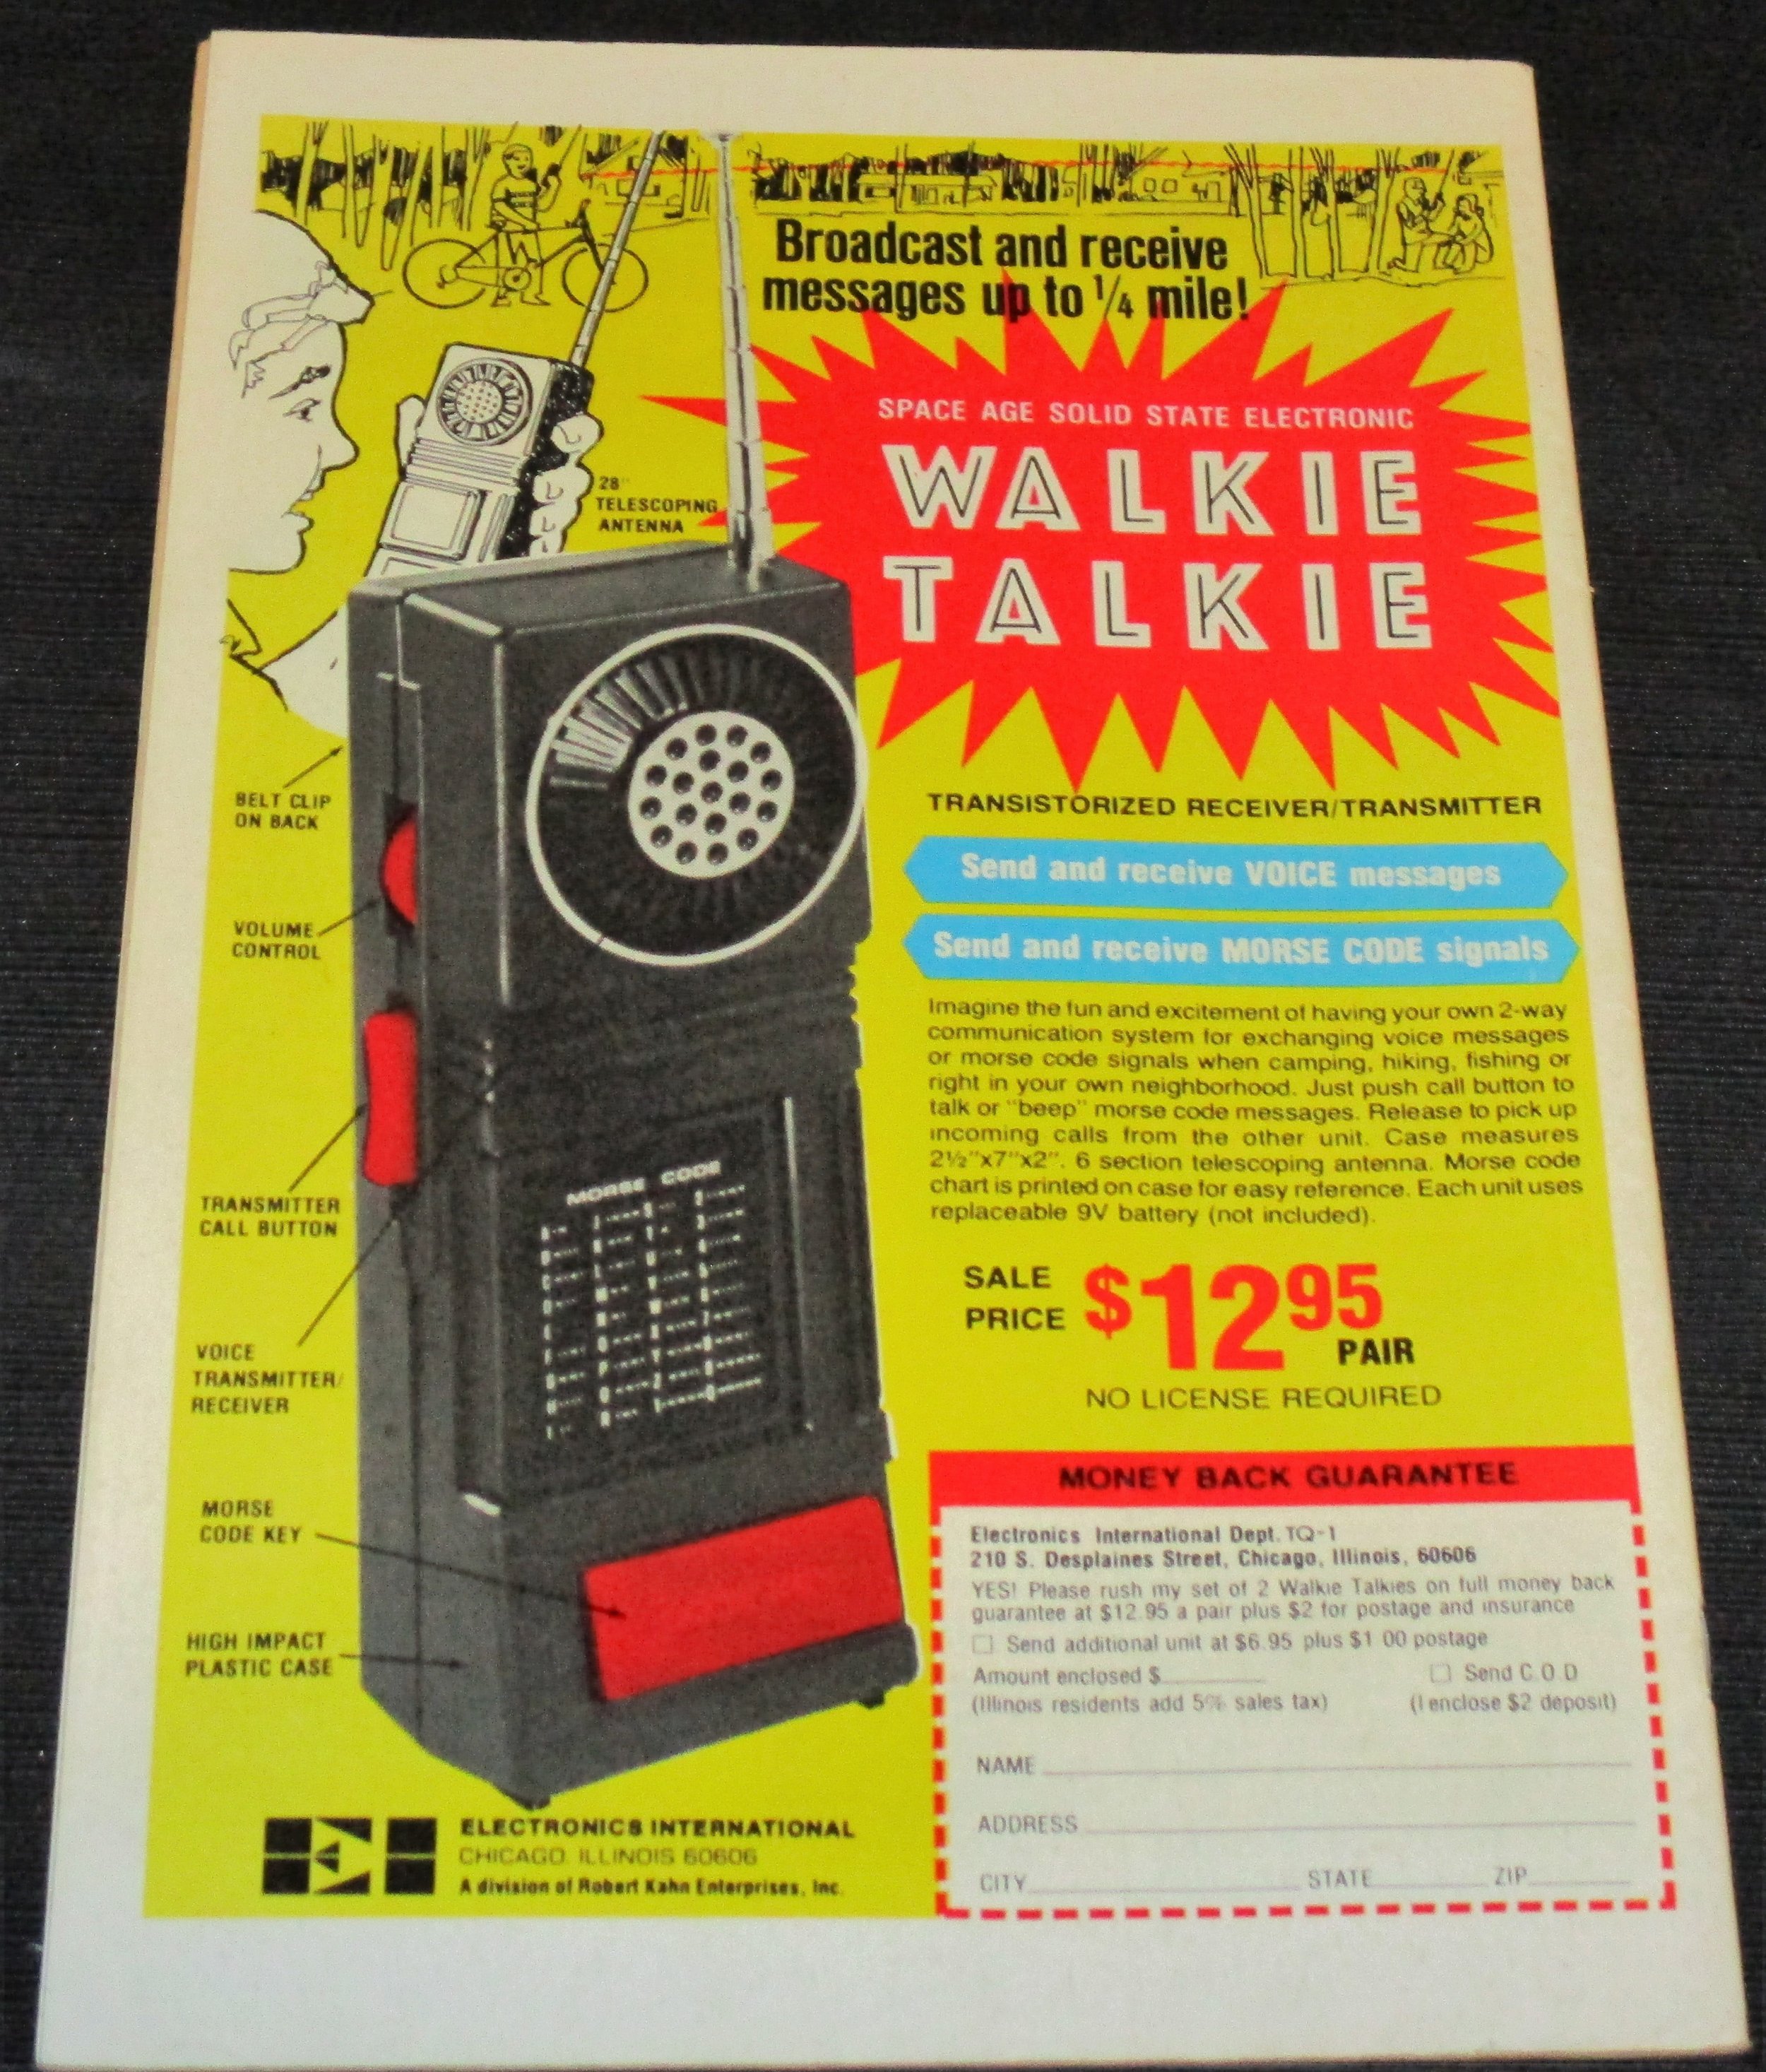 Broadcast and receive
messages up to 1/4 mile!
SPACE AGE SOLID STATE ELECTRONIC
WALKIE
TALKIE
28"
TELESCOPING
ANTENNA
BELT CLIP
ON BACK
VOLUME
CONTROL
TRANSMITTER
CALL BUTTON
VOICE
TRANSMITTER/
RECEIVER
MORSE
CODE KEY
HIGH IMPACT
PLASTIC CASE
MORSE CODE
TRANSISTORIZED RECEIVER/TRANSMITTER
Send and receive VOICE messages
Send and receive MORSE CODE signals
Imagine the fun and excitement of having your own 2-way
communication system for exchanging voice messages
or morse code signals when camping, hiking, fishing or
right in your own neighborhood. Just push call button to
talk or "beep" morse code messages. Release to pick up
incoming calls from the other unit. Case measures
2½"x7"x2". 6 section telescoping antenna. Morse code
chart is printed on case for easy reference. Each unit uses
replaceable 9V battery (not included).
SALE
PRICE $12 95
PAIR
NO LICENSE REQUIRED
MONEY BACK GUARANTEE
Electronics International Dept. TQ-1
210 S. Desplaines Street, Chicago, Illinois, 60606
YES! Please rush my set of 2 Walkie Talkies on full money back
guarantee at $12.95 a pair plus $2 for postage and insurance
Send additional unit at $6.95 plus $1.00 postage
Amount enclosed $ Send C.O.D
(Illinois residents add 5% sales tax) (I enclose $2 deposit)
NAME
ADDRESS
CITY STATE ZIP
ELECTRONICS INTERNATIONAL
CHICAGO, ILLINOIS 60606
A division of Robert Kahn Enterprises, Inc.